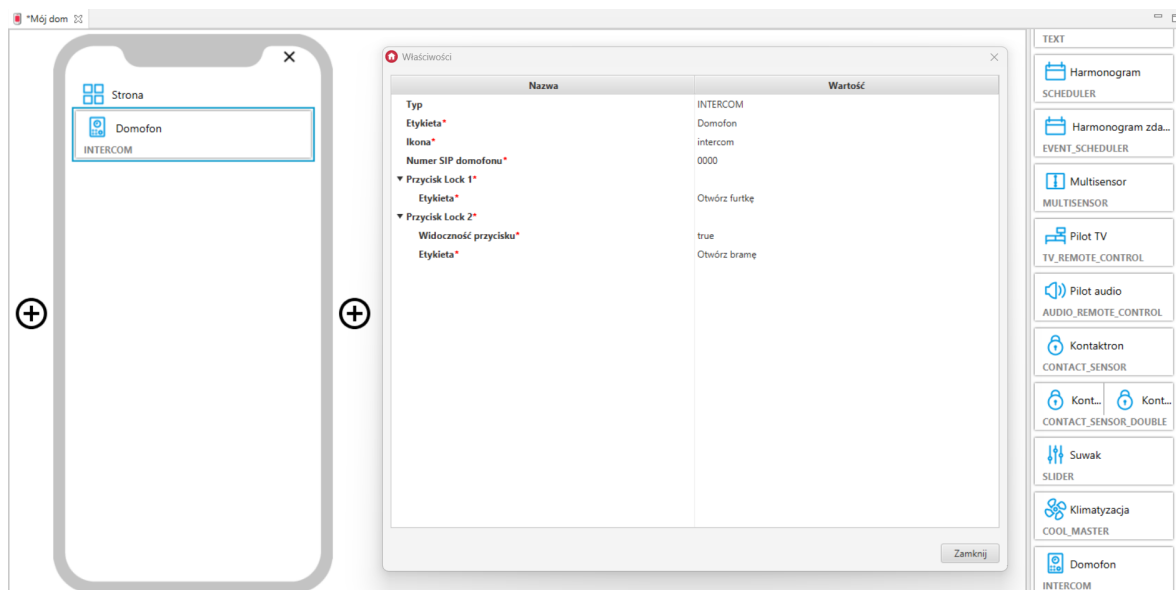 *Mój dom
Strona
Domofon
INTERCOM
Właściwości
Nazwa Wartość
Typ INTERCOM
Etykieta* Domofon
Ikona* intercom
Numer SIP domofonu* 0000
Przycisk Lock 1*
Etykieta* Otwórz furtkę
Przycisk Lock 2*
Widoczność przycisku* true
Etykieta* Otwórz bramę
Zamknij
TEXT
Harmonogram
SCHEDULER
Harmonogram zda...
EVENT_SCHEDULER
Multisensor
MULTISENSOR
Pilot TV
TV_REMOTE_CONTROL
Pilot audio
AUDIO_REMOTE_CONTROL
Kontaktron
CONTACT_SENSOR
Kont... Kont...
CONTACT_SENSOR_DOUBLE
Suwak
SLIDER
Klimatyzacja
COOL_MASTER
Domofon
INTERCOM